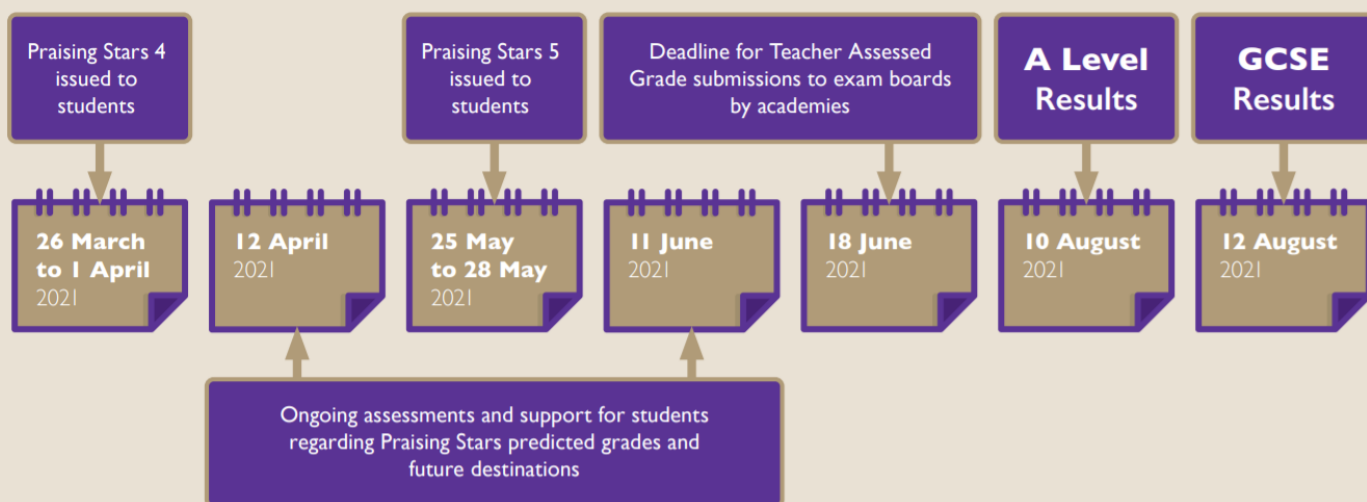 Praising Stars 4
issued to
students
Praising Stars 5
issued to
students
Deadline for Teacher Assessed
Grade submissions to exam boards
by academies
A Level
Results
GCSE
Results
26 March
to 1 April
2021
12 April
2021
25 May
to 28 May
2021
11 June
2021
18 June
2021
10 August
2021
12 August
2021
Ongoing assessments and support for students
regarding Praising Stars predicted grades and
future destinations